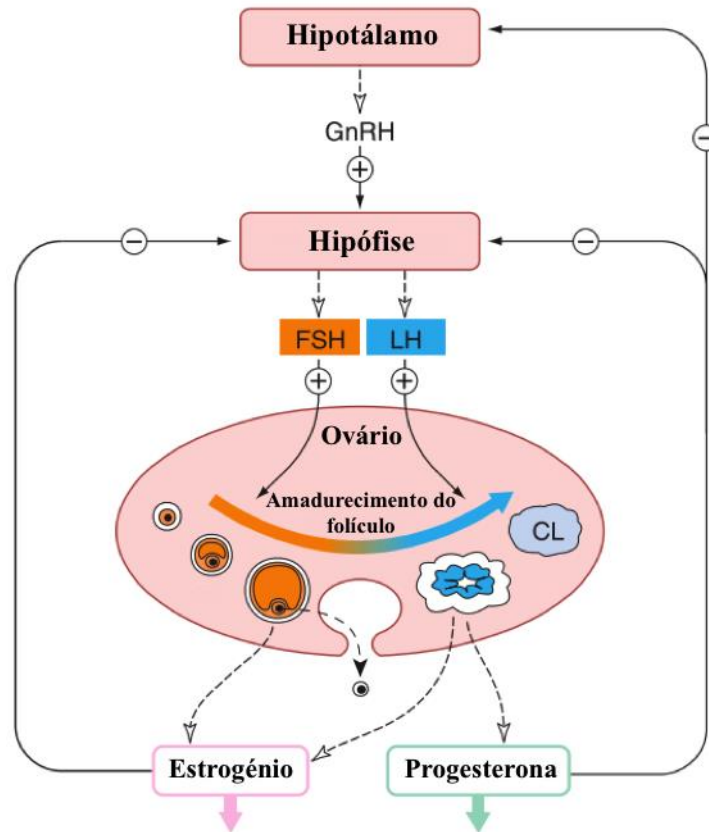 Hipotálamo
GnRH
+
−
Hipófise
−
−
FSH
LH
+
+
Ovário
Amadurecimento do
folículo
CL
Estrogénio
Progesterona